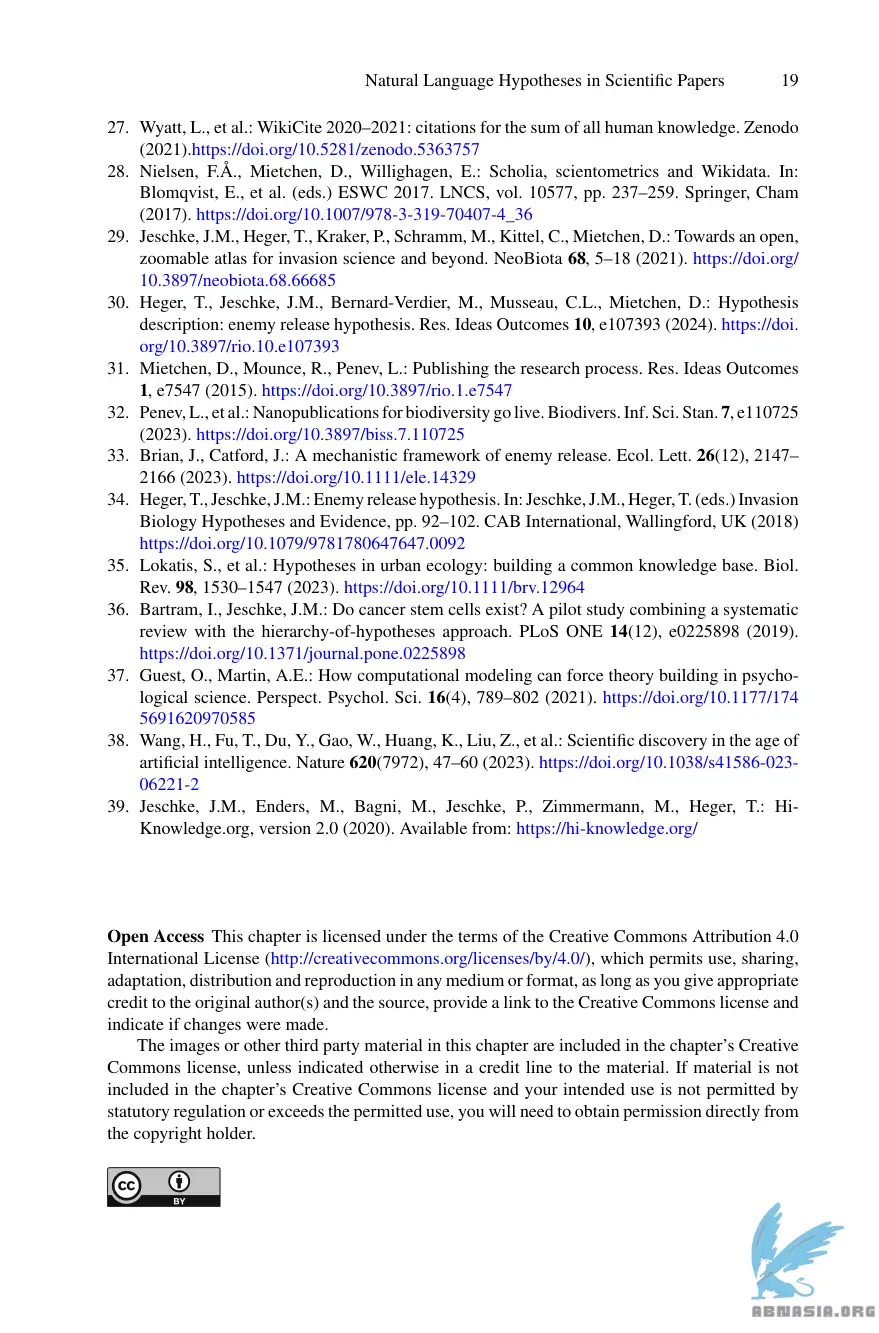 Natural Language Hypotheses in Scientific Papers 19
27. Wyatt, L., et al.: WikiCite 2020–2021: citations for the sum of all human knowledge. Zenodo
(2021).https://doi.org/10.5281/zenodo.5363757
28. Nielsen, F.Å., Mietchen, D., Willighagen, E.: Scholia, scientometrics and Wikidata. In:
Blomqvist, E., et al. (eds.) ESWC 2017. LNCS, vol. 10577, pp. 237–259. Springer, Cham
(2017). https://doi.org/10.1007/978-3-319-70407-4_36
29. Jeschke, J.M., Heger, T., Kraker, P., Schramm, M., Kittel, C., Mietchen, D.: Towards an open,
zoomable atlas for invasion science and beyond. NeoBiota 68, 5–18 (2021). https://doi.org/
10.3897/neobiota.68.66685
30. Heger, T., Jeschke, J.M., Bernard-Verdier, M., Musseau, C.L., Mietchen, D.: Hypothesis
description: enemy release hypothesis. Res. Ideas Outcomes 10, e107393 (2024). https://doi.
org/10.3897/rio.10.e107393
31. Mietchen, D., Mounce, R., Penev, L.: Publishing the research process. Res. Ideas Outcomes
1, e7547 (2015). https://doi.org/10.3897/rio.1.e7547
32. Penev, L., et al.: Nanopublications for biodiversity go live. Biodivers. Inf. Sci. Stan. 7, e110725
(2023). https://doi.org/10.3897/biss.7.110725
33. Brian, J., Catford, J.: A mechanistic framework of enemy release. Ecol. Lett. 26(12), 2147–
2166 (2023). https://doi.org/10.1111/ele.14329
34. Heger, T., Jeschke, J.M.: Enemy release hypothesis. In: Jeschke, J.M., Heger, T. (eds.) Invasion
Biology Hypotheses and Evidence, pp. 92–102. CAB International, Wallingford, UK (2018)
https://doi.org/10.1079/9781780647647.0092
35. Lokatis, S., et al.: Hypotheses in urban ecology: building a common knowledge base. Biol.
Rev. 98, 1530–1547 (2023). https://doi.org/10.1111/brv.12964
36. Bartram, I., Jeschke, J.M.: Do cancer stem cells exist? A pilot study combining a systematic
review with the hierarchy-of-hypotheses approach. PLoS ONE 14(12), e0225898 (2019).
https://doi.org/10.1371/journal.pone.0225898
37. Guest, O., Martin, A.E.: How computational modeling can force theory building in psycho-
logical science. Perspect. Psychol. Sci. 16(4), 789–802 (2021). https://doi.org/10.1177/174
5691620970585
38. Wang, H., Fu, T., Du, Y., Gao, W., Huang, K., Liu, Z., et al.: Scientific discovery in the age of
artificial intelligence. Nature 620(7972), 47–60 (2023). https://doi.org/10.1038/s41586-023-
06221-2
39. Jeschke, J.M., Enders, M., Bagni, M., Jeschke, P., Zimmermann, M., Heger, T.: Hi-
Knowledge.org, version 2.0 (2020). Available from: https://hi-knowledge.org/
Open Access This chapter is licensed under the terms of the Creative Commons Attribution 4.0
International License (http://creativecommons.org/licenses/by/4.0/), which permits use, sharing,
adaptation, distribution and reproduction in any medium or format, as long as you give appropriate
credit to the original author(s) and the source, provide a link to the Creative Commons license and
indicate if changes were made.
The images or other third party material in this chapter are included in the chapter's Creative
Commons license, unless indicated otherwise in a credit line to the material. If material is not
included in the chapter's Creative Commons license and your intended use is not permitted by
statutory regulation or exceeds the permitted use, you will need to obtain permission directly from
the copyright holder.
cc
BY
ABNASIA.ORG